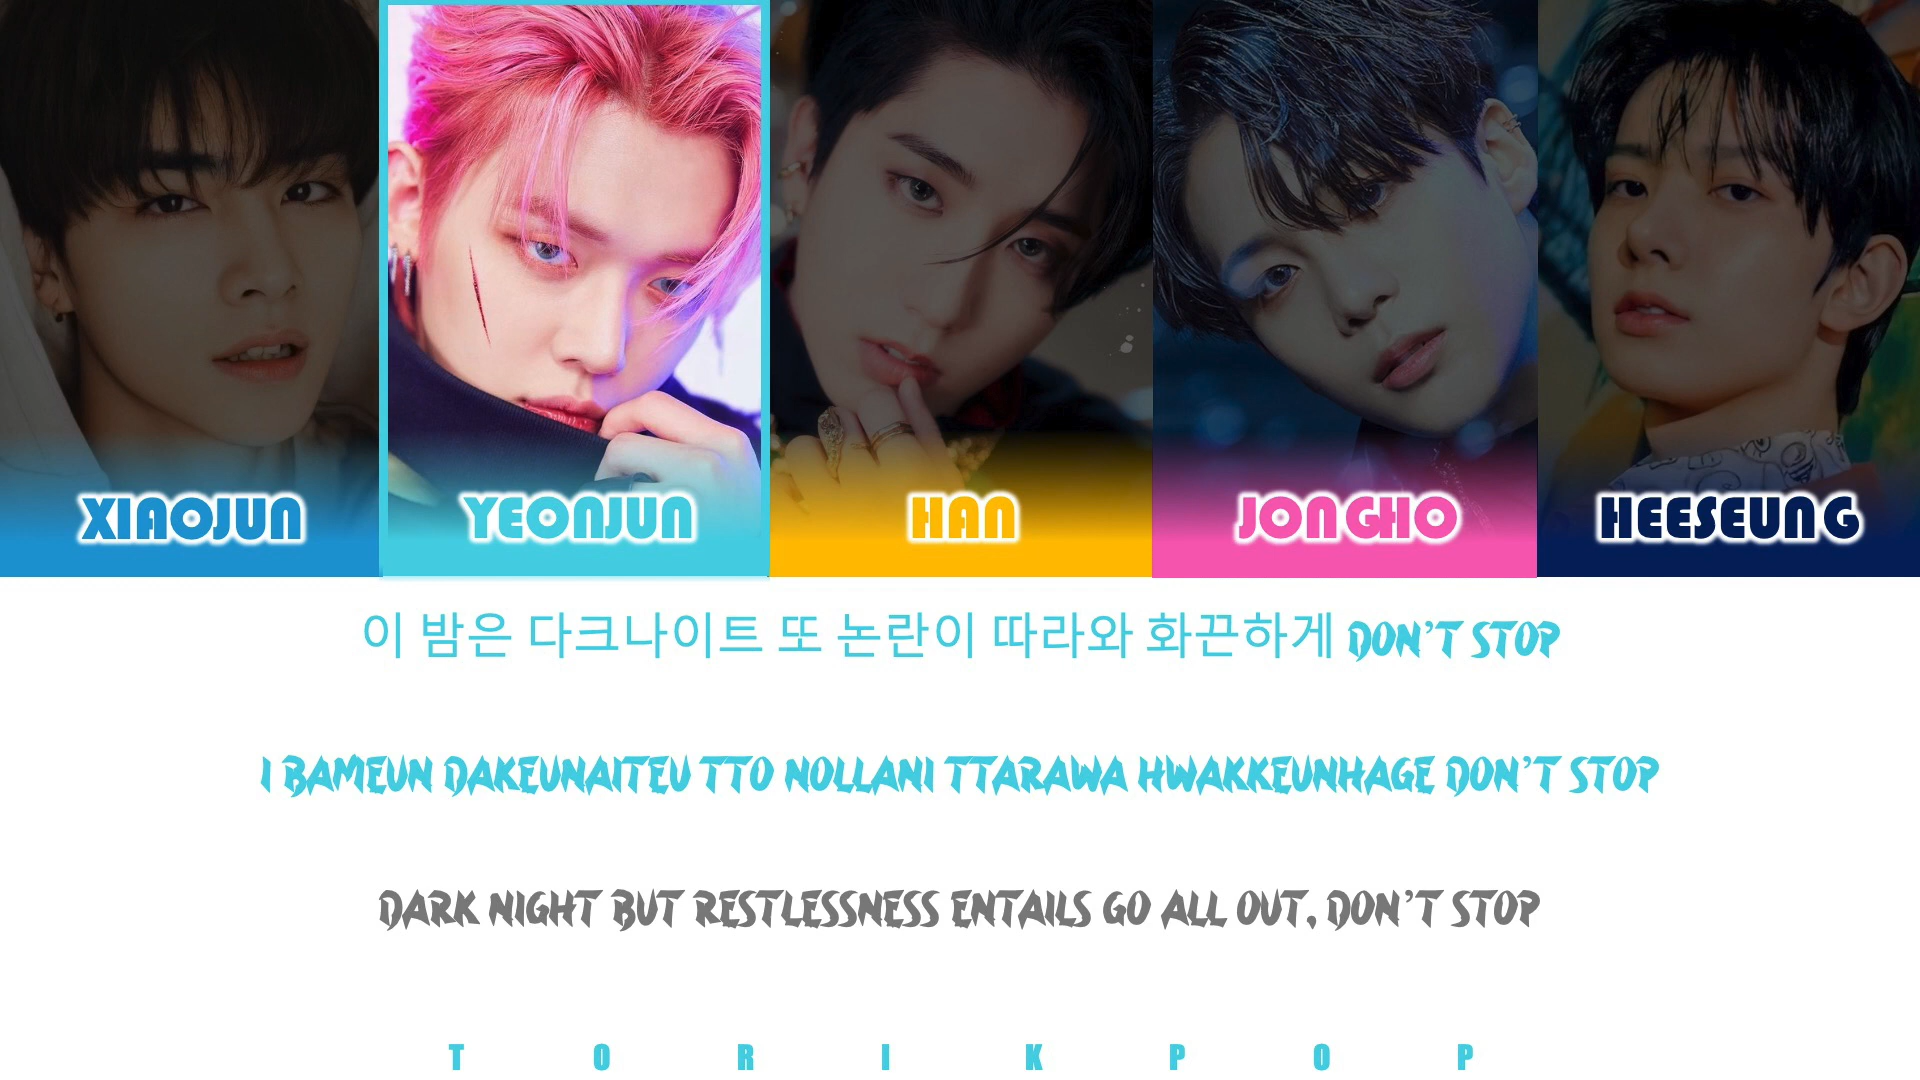 XIAOJUN
YEONJUN
HAN
JONGHO
HEESEUNG
이 밤은 다크나이트 또 논란이 따라와 화끈하게 DON'T STOP
I BAMEUN DAKEUNAITEU TTO NOLLANI TTARAWA HWAKKEUNHAGE DON'T STOP
DARK NIGHT BUT RESTLESSNESS ENTAILS GO ALL OUT, DON'T STOP
T O R I K P O P